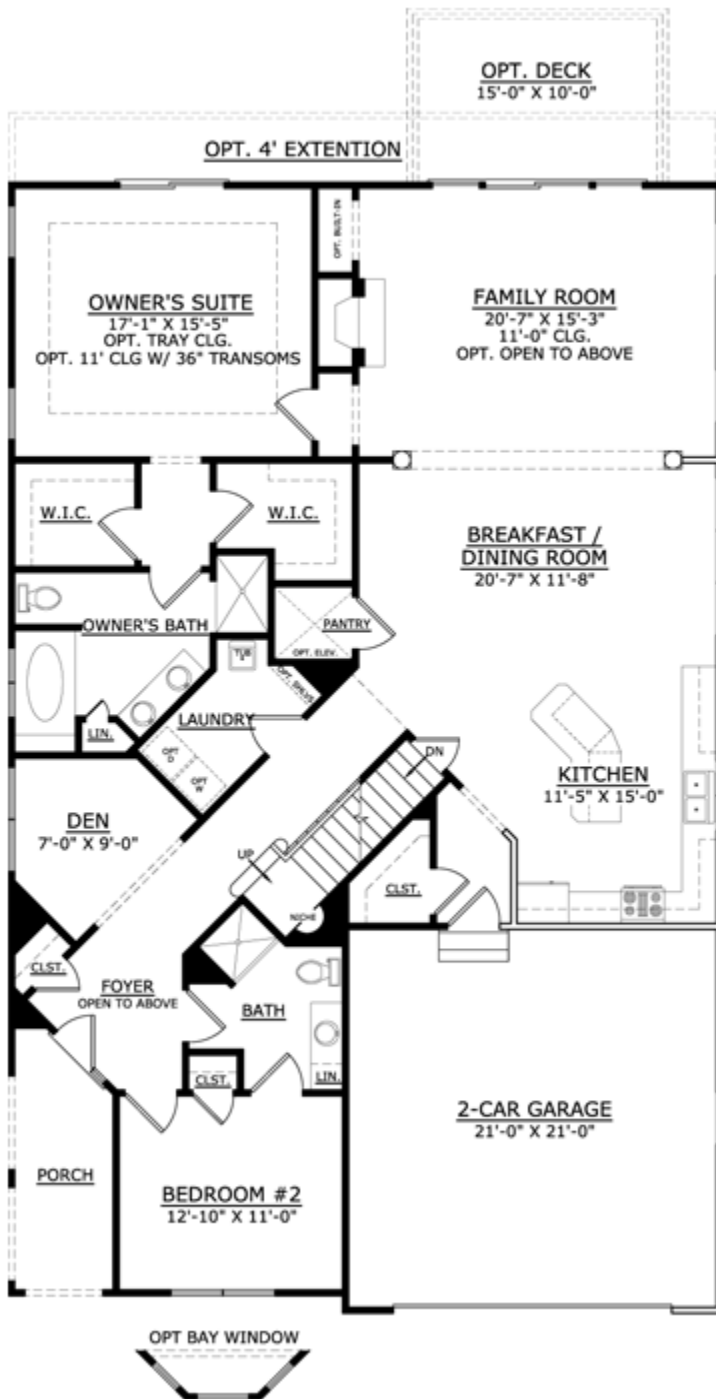 OPT. DECK
15'-0" X 10'-0"
OPT. 4' EXTENTION
OPT. BUILT-IN
OWNER'S SUITE
17'-1" X 15'-5"
OPT. TRAY CLG.
OPT. 11' CLG W/ 36" TRANSOMS
FAMILY ROOM
20'-7" X 15'-3"
11'-0" CLG.
OPT. OPEN TO ABOVE
W.I.C.
W.I.C.
BREAKFAST /
DINING ROOM
20'-7" X 11'-8"
OWNER'S BATH
PANTRY
OPT. ELEV.
TUB
OPT. SHLVS.
LAUNDRY
LIN.
OPT
D
OPT
W
DN
KITCHEN
11'-5" X 15'-0"
DEN
7'-0" X 9'-0"
UP
CLST.
NICHE
CLST.
FOYER
OPEN TO ABOVE
BATH
CLST.
LIN.
2-CAR GARAGE
21'-0" X 21'-0"
PORCH
BEDROOM #2
12'-10" X 11'-0"
OPT BAY WINDOW